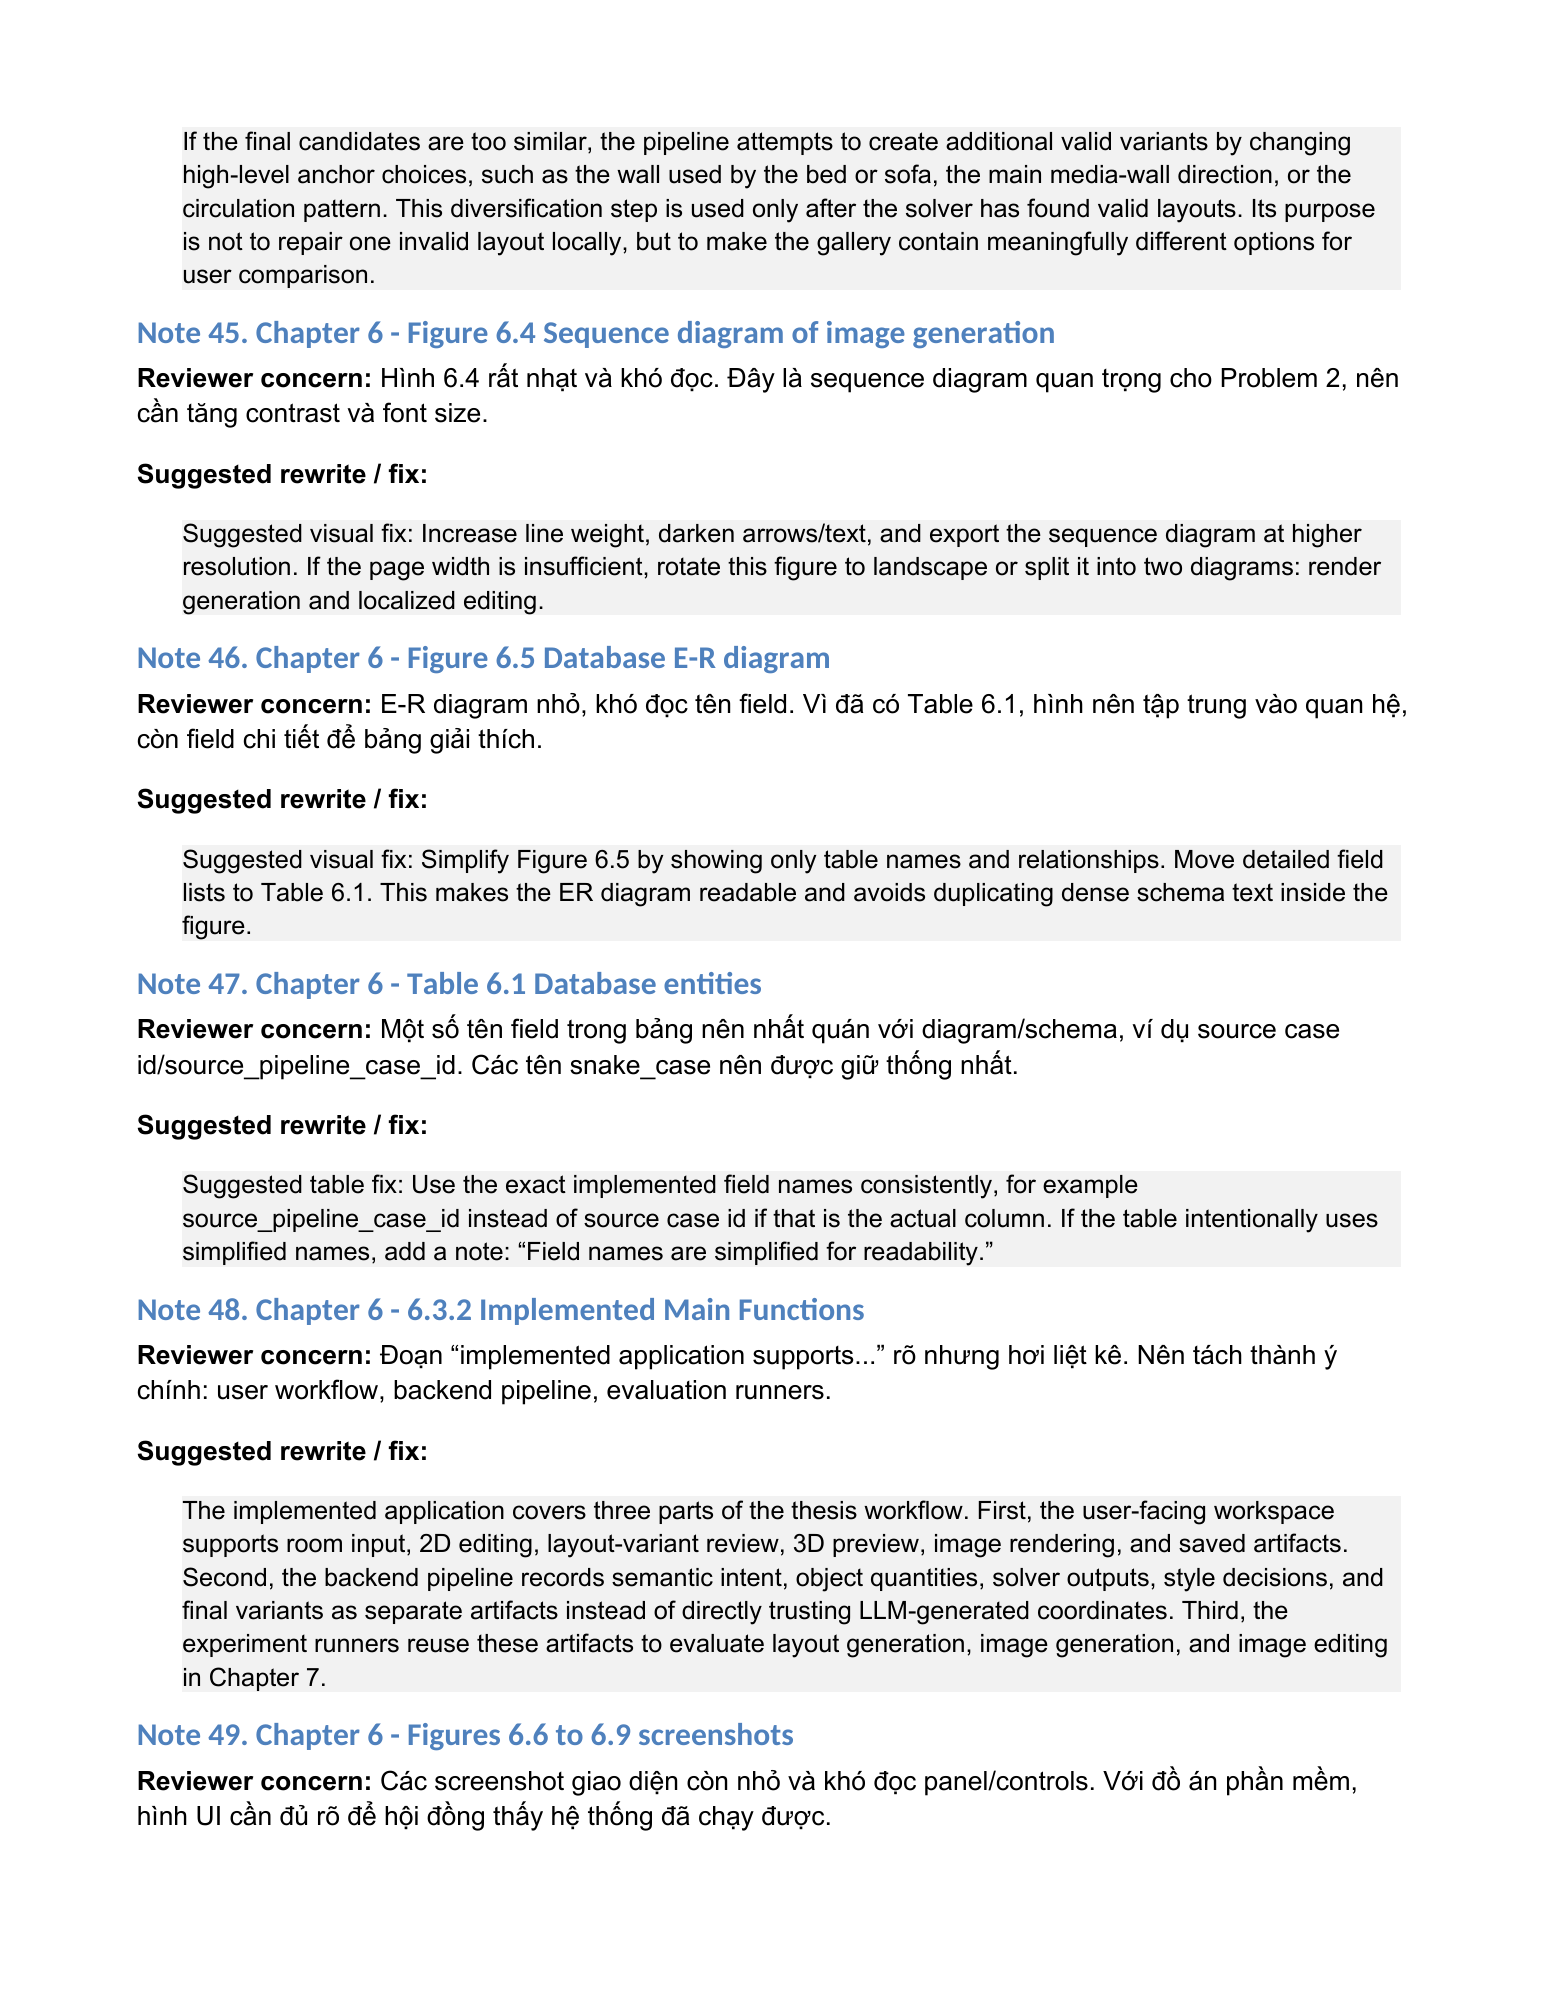 If the final candidates are too similar, the pipeline attempts to create additional valid variants by changing
high-level anchor choices, such as the wall used by the bed or sofa, the main media-wall direction, or the
circulation pattern. This diversification step is used only after the solver has found valid layouts. Its purpose
is not to repair one invalid layout locally, but to make the gallery contain meaningfully different options for
user comparison.
Note 45. Chapter 6 - Figure 6.4 Sequence diagram of image generation
Reviewer concern: Hình 6.4 rất nhạt và khó đọc. Đây là sequence diagram quan trọng cho Problem 2, nên
cần tăng contrast và font size.
Suggested rewrite / fix:
Suggested visual fix: Increase line weight, darken arrows/text, and export the sequence diagram at higher
resolution. If the page width is insufficient, rotate this figure to landscape or split it into two diagrams: render
generation and localized editing.
Note 46. Chapter 6 - Figure 6.5 Database E-R diagram
Reviewer concern: E-R diagram nhỏ, khó đọc tên field. Vì đã có Table 6.1, hình nên tập trung vào quan hệ,
còn field chi tiết để bảng giải thích.
Suggested rewrite / fix:
Suggested visual fix: Simplify Figure 6.5 by showing only table names and relationships. Move detailed field
lists to Table 6.1. This makes the ER diagram readable and avoids duplicating dense schema text inside the
figure.
Note 47. Chapter 6 - Table 6.1 Database entities
Reviewer concern: Một số tên field trong bảng nên nhất quán với diagram/schema, ví dụ source case
id/source_pipeline_case_id. Các tên snake_case nên được giữ thống nhất.
Suggested rewrite / fix:
Suggested table fix: Use the exact implemented field names consistently, for example
source_pipeline_case_id instead of source case id if that is the actual column. If the table intentionally uses
simplified names, add a note: “Field names are simplified for readability.”
Note 48. Chapter 6 - 6.3.2 Implemented Main Functions
Reviewer concern: Đoạn “implemented application supports...” rõ nhưng hơi liệt kê. Nên tách thành ý
chính: user workflow, backend pipeline, evaluation runners.
Suggested rewrite / fix:
The implemented application covers three parts of the thesis workflow. First, the user-facing workspace
supports room input, 2D editing, layout-variant review, 3D preview, image rendering, and saved artifacts.
Second, the backend pipeline records semantic intent, object quantities, solver outputs, style decisions, and
final variants as separate artifacts instead of directly trusting LLM-generated coordinates. Third, the
experiment runners reuse these artifacts to evaluate layout generation, image generation, and image editing
in Chapter 7.
Note 49. Chapter 6 - Figures 6.6 to 6.9 screenshots
Reviewer concern: Các screenshot giao diện còn nhỏ và khó đọc panel/controls. Với đồ án phần mềm,
hình UI cần đủ rõ để hội đồng thấy hệ thống đã chạy được.